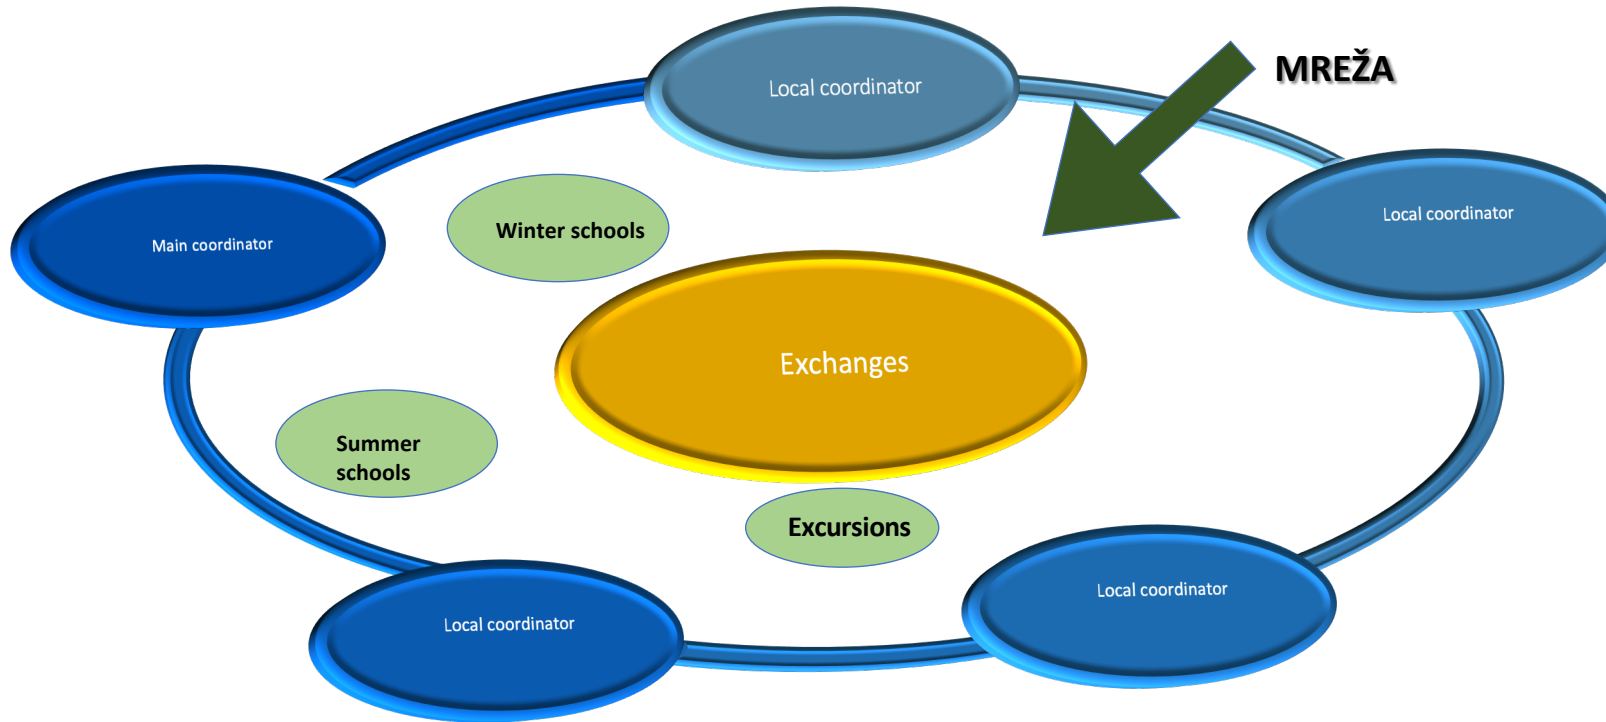 MREŽA
Local coordinator
Local coordinator
Main coordinator
Winter schools
Exchanges
Summer
schools
Excursions
Local coordinator
Local coordinator